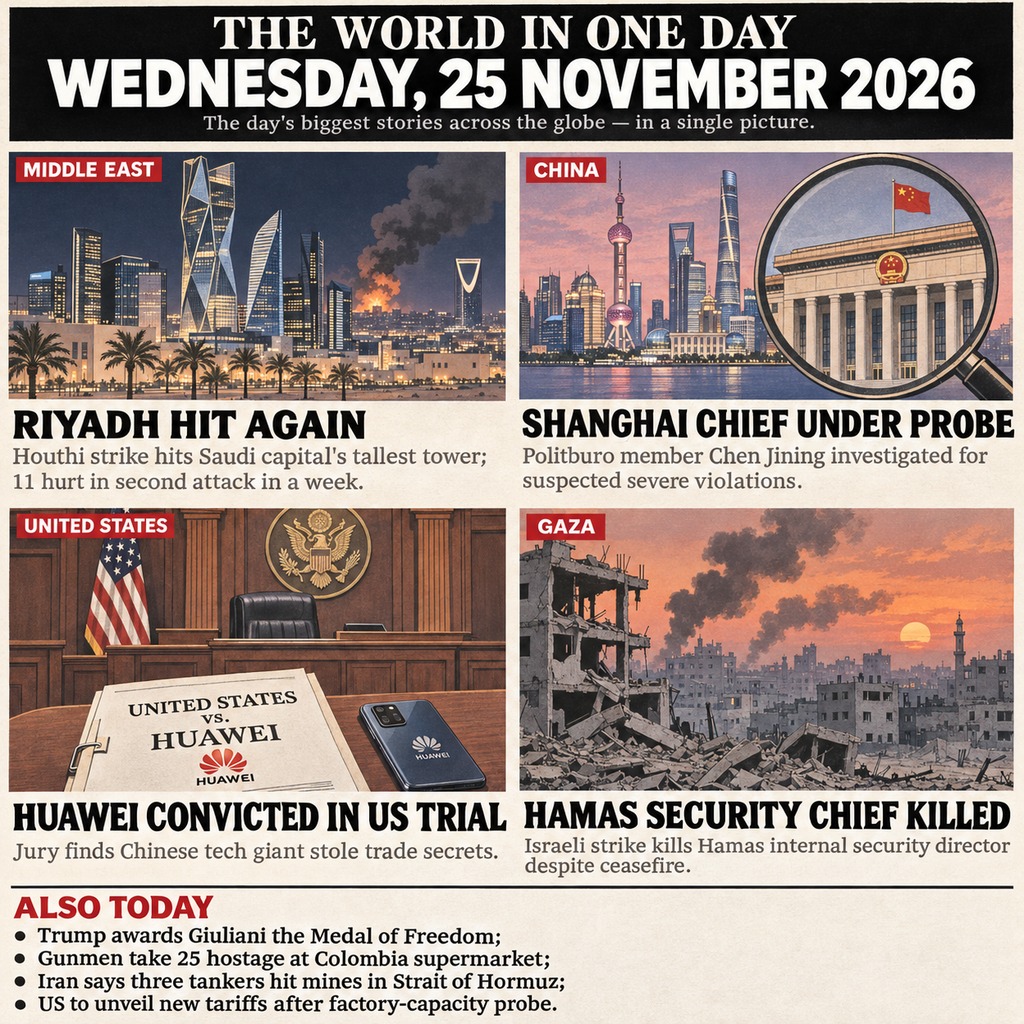 THE WORLD IN ONE DAY
WEDNESDAY, 25 NOVEMBER 2026
The day's biggest stories across the globe — in a single picture.
MIDDLE EAST
RIYADH HIT AGAIN
Houthi strike hits Saudi capital's tallest tower;
11 hurt in second attack in a week.
CHINA
SHANGHAI CHIEF UNDER PROBE
Politburo member Chen Jining investigated for
suspected severe violations.
UNITED STATES
UNITED STATES
VS.
HUAWEI
HUAWEI
HUAWEI
HUAWEI CONVICTED IN US TRIAL
Jury finds Chinese tech giant stole trade secrets.
GAZA
HAMAS SECURITY CHIEF KILLED
Israeli strike kills Hamas internal security director
despite ceasefire.
ALSO TODAY
● Trump awards Giuliani the Medal of Freedom;
● Gunmen take 25 hostage at Colombia supermarket;
● Iran says three tankers hit mines in Strait of Hormuz;
● US to unveil new tariffs after factory-capacity probe.